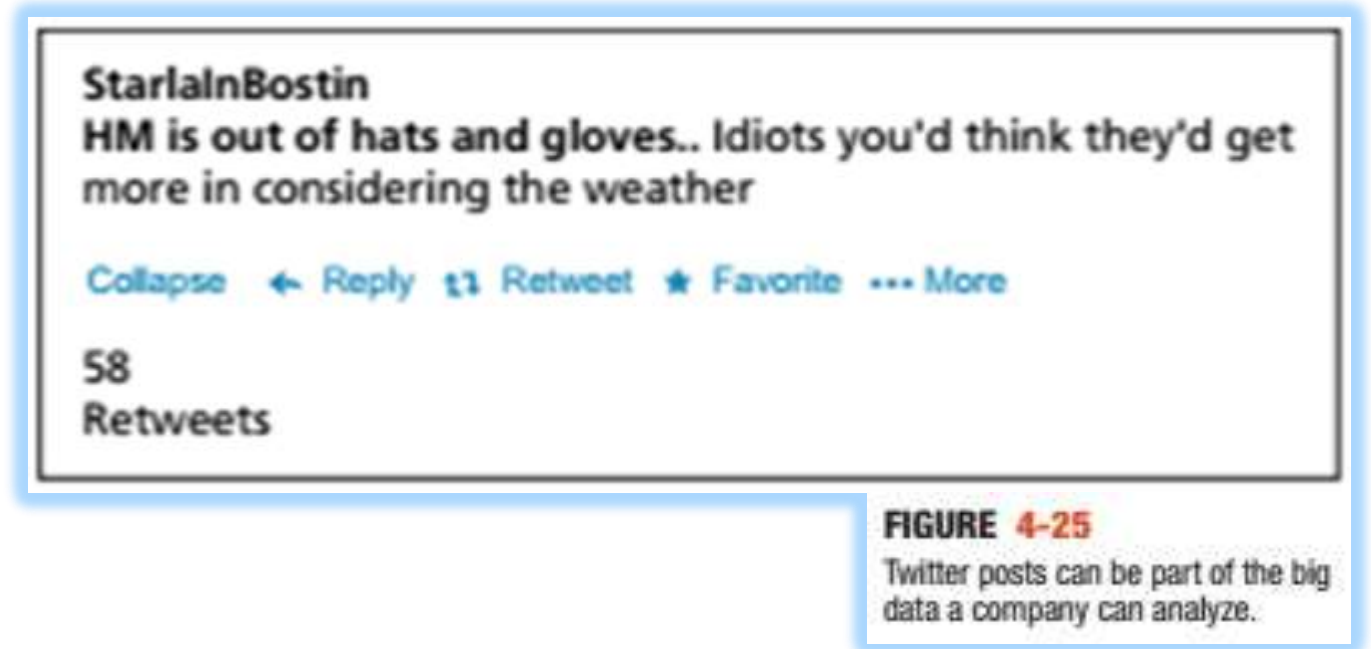 StarlaInBostin
HM is out of hats and gloves.. Idiots you'd think they'd get
more in considering the weather
Collapse Reply Retweet Favorite ••• More
58
Retweets
FIGURE 4-25
Twitter posts can be part of the big
data a company can analyze.